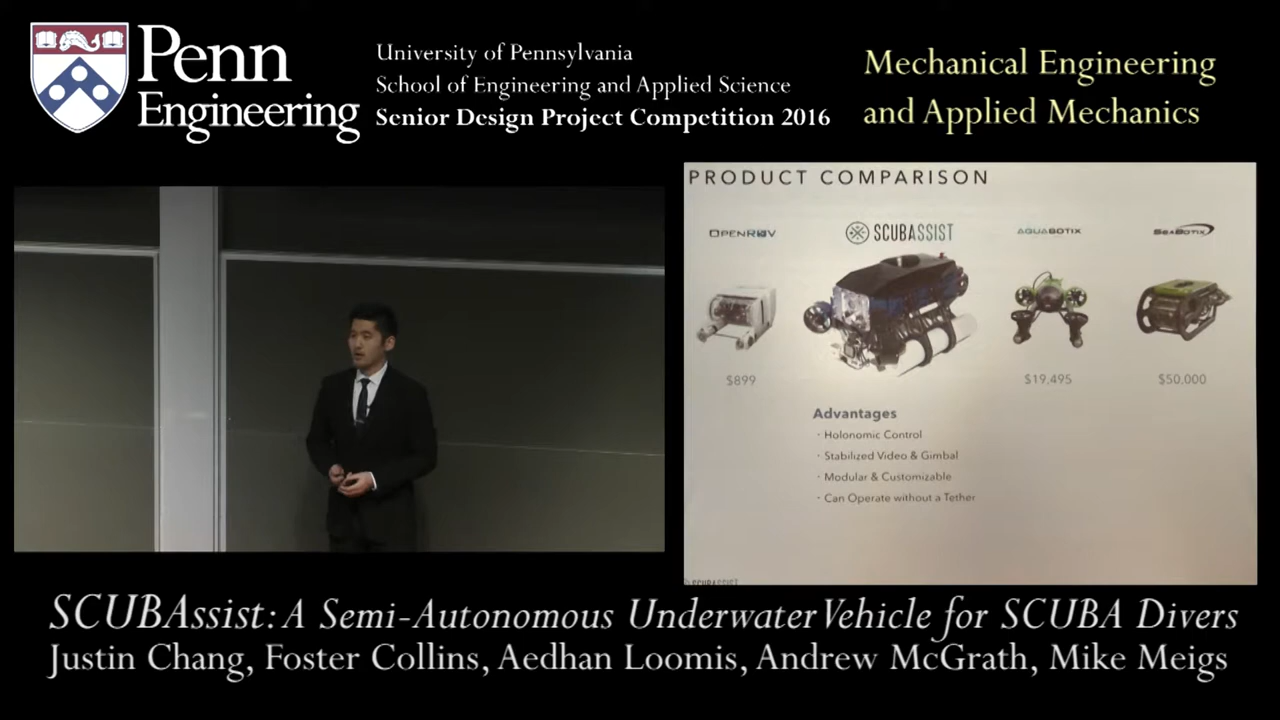 Penn
Engineering
University of Pennsylvania
School of Engineering and Applied Science
Senior Design Project Competition 2016
Mechanical Engineering
and Applied Mechanics
PRODUCT COMPARISON
OPENROV
SCUBASSIST
AQUABOTIX
SEABOTIX
$899
$19,495
$50,000
Advantages
· Holonomic Control
· Stabilized Video & Gimbal
· Modular & Customizable
· Can Operate without a Tether
SCUBASSIST
SCUBAssist: A Semi-Autonomous Underwater Vehicle for SCUBA Divers
Justin Chang, Foster Collins, Aedhan Loomis, Andrew McGrath, Mike Meigs